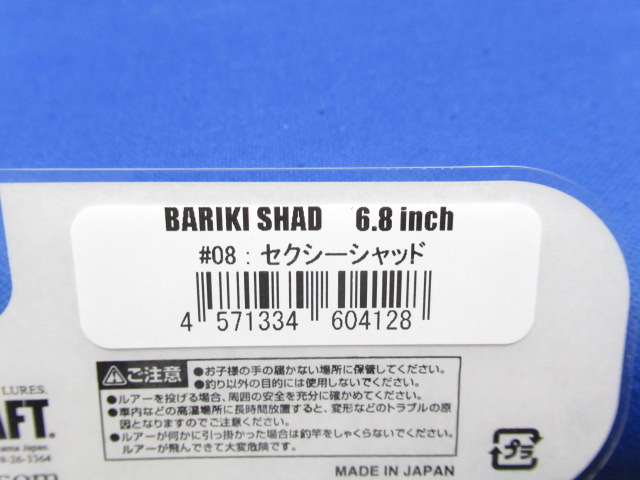 BARIKI SHAD 6.8 inch
#08：セクシーシャッド
4 571334 604128
ご注意
●お子様の手の届かない場所に保管してください。
●釣り以外の目的には使用しないでください。
●ルアーを投げる場合、周囲の安全を充分に確かめてください。
●車内などの高温場所に長時間放置すると、変形などのトラブルの原
因となりますのでご注意ください。
●ルアーが何かに引っ掛かった場合は釣竿をしゃくらないでください。
ルアーが飛んできて大変危険です。
LURES.
AFT.
ama Japan.
9-26-3564
.com
プラ
MADE IN JAPAN